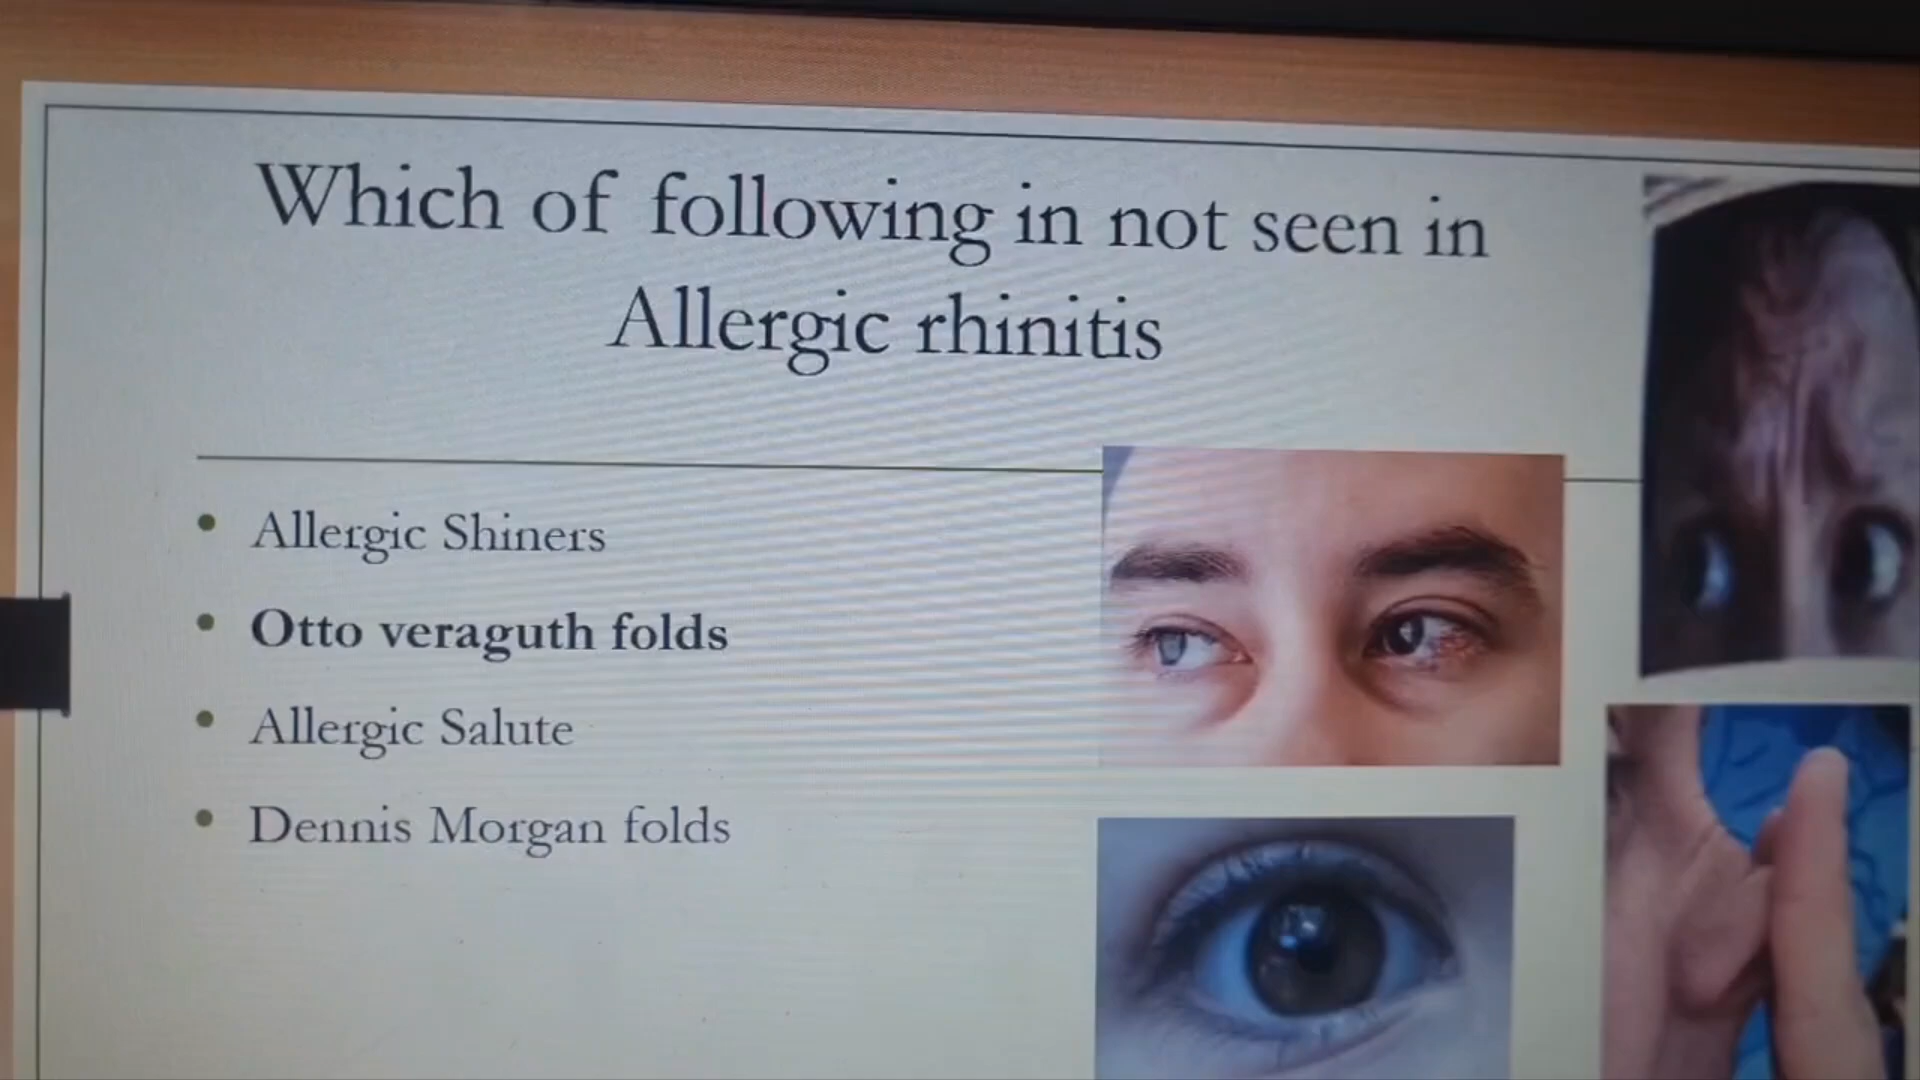 Which of following in not seen in
Allergic rhinitis
Allergic Shiners
Otto veraguth folds
Allergic Salute
Dennis Morgan folds